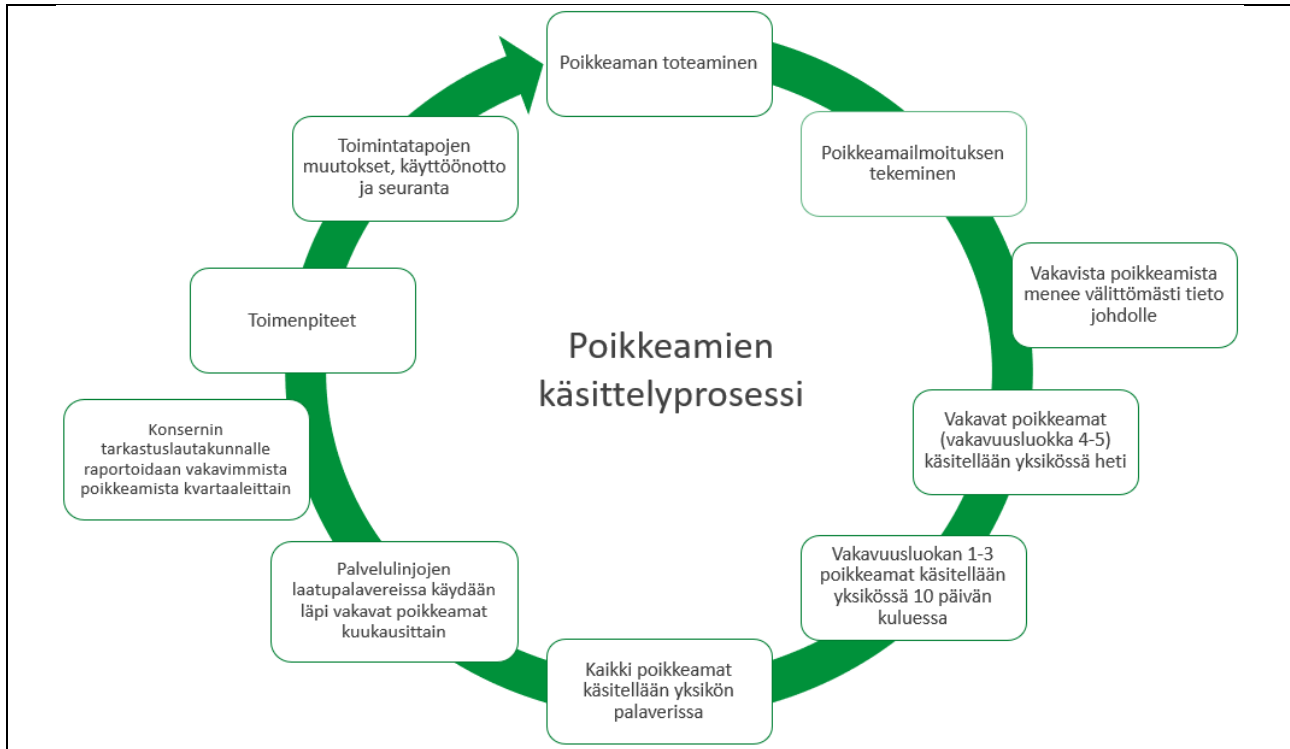 Poikkeaman toteaminen
Poikkeamailmoituksen
tekeminen
Vakavista poikkeamista
menee välittömästi tieto
johdolle
Vakavat poikkeamat
(vakavuusluokka 4-5)
käsitellään yksikössä heti
Vakavuusluokan 1-3
poikkeamat käsitellään
yksikössä 10 päivän
kuluessa
Kaikki poikkeamat
käsitellään yksikön
palaverissa
Palvelulinjojen
laatupalavereissa käydään
läpi vakavat poikkeamat
kuukausittain
Konsernin
tarkastuslautakunnalle
raportoidaan vakavimmista
poikkeamista kvartaaleittain
Toimenpiteet
Toimintatapojen
muutokset, käyttöönotto
ja seuranta
Poikkeamien
käsittelyprosessi